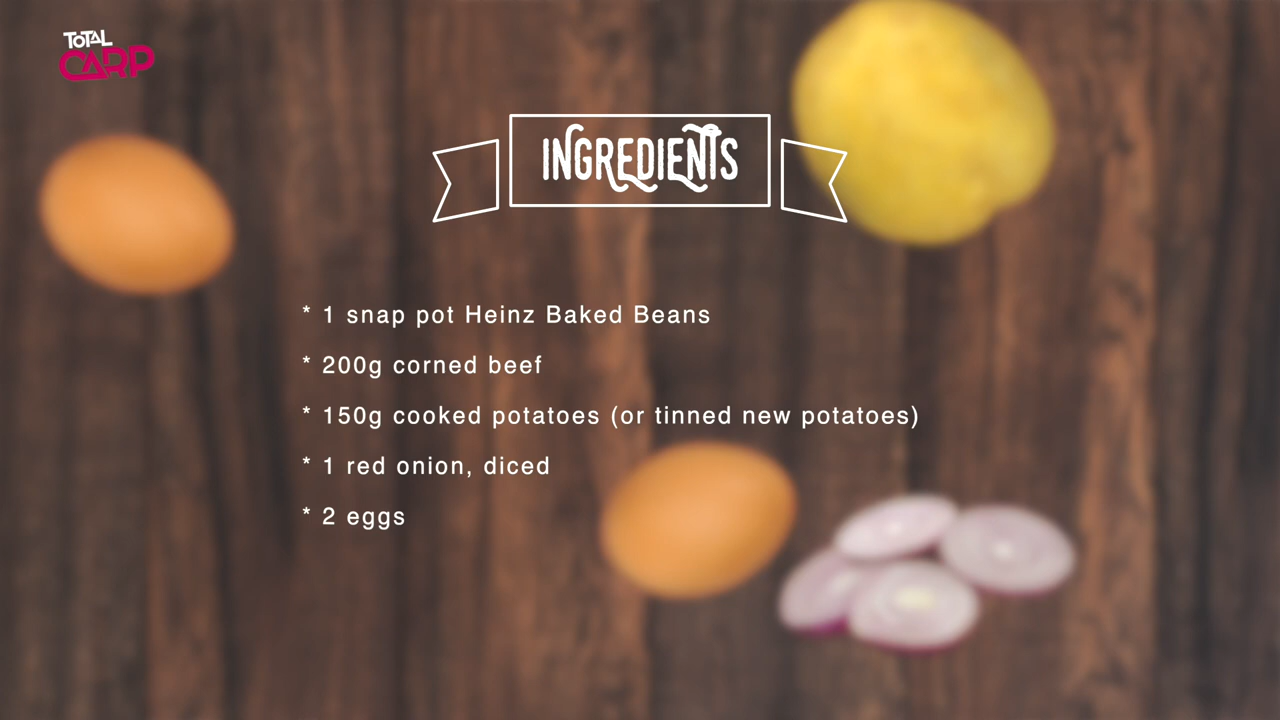 TOTAL
CARP
INGREDIENTS
* 1 snap pot Heinz Baked Beans
* 200g corned beef
* 150g cooked potatoes (or tinned new potatoes)
* 1 red onion, diced
* 2 eggs